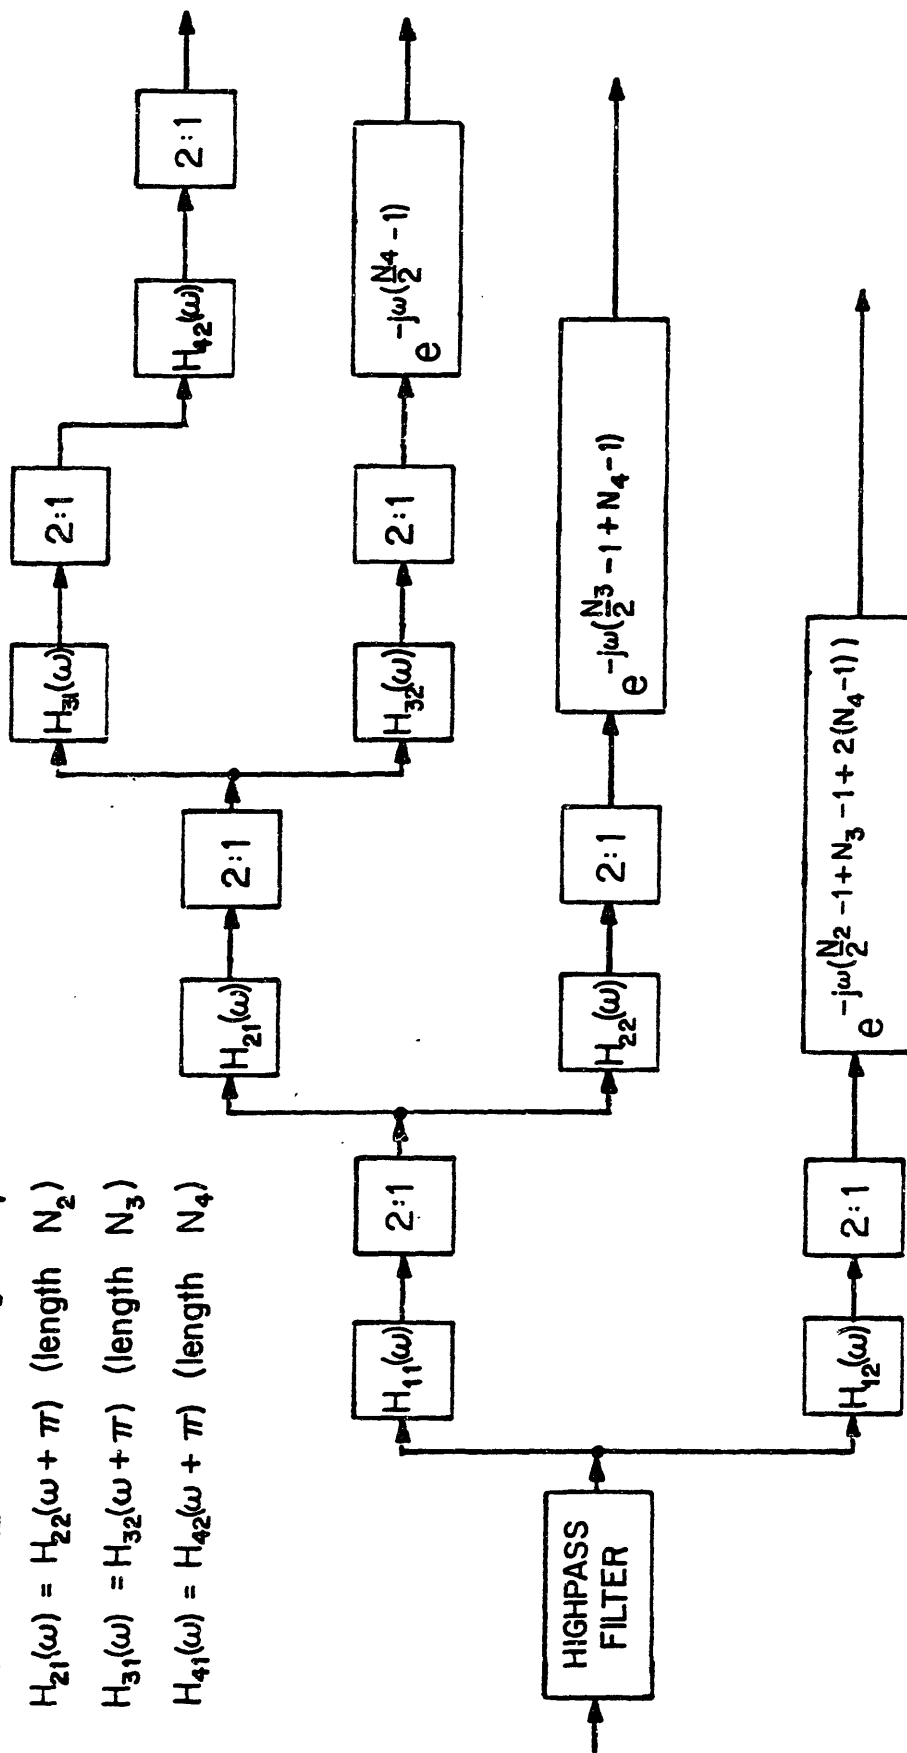 H₂₁(ω) = H₂₂(ω + π) (length N₂)
H₃₁(ω) = H₃₂(ω + π) (length N₃)
H₄₁(ω) = H₄₂(ω + π) (length N₄)
HIGHPASS
FILTER
H₁₁(ω)
2:1
H₂₁(ω)
2:1
H₃₁(ω)
2:1
H₄₂(ω)
2:1
H₃₂(ω)
2:1
e^{-jω(N₄/2 -1)}
H₂₂(ω)
2:1
e^{-jω(N₃/2 -1+N₄-1)}
H₁₂(ω)
2:1
e^{-jω(N₂/2 -1+N₃-1+2(N₄-1))}